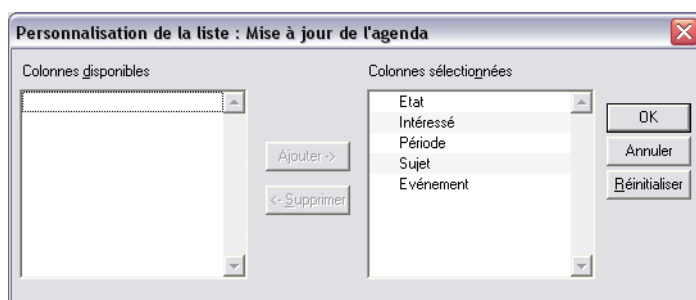 Personnalisation de la liste : Mise à jour de l'agenda
Colonnes disponibles
Colonnes sélectionnées
Etat
Intéressé
Période
Sujet
Evénement
Ajouter ->
<- Supprimer
OK
Annuler
Réinitialiser